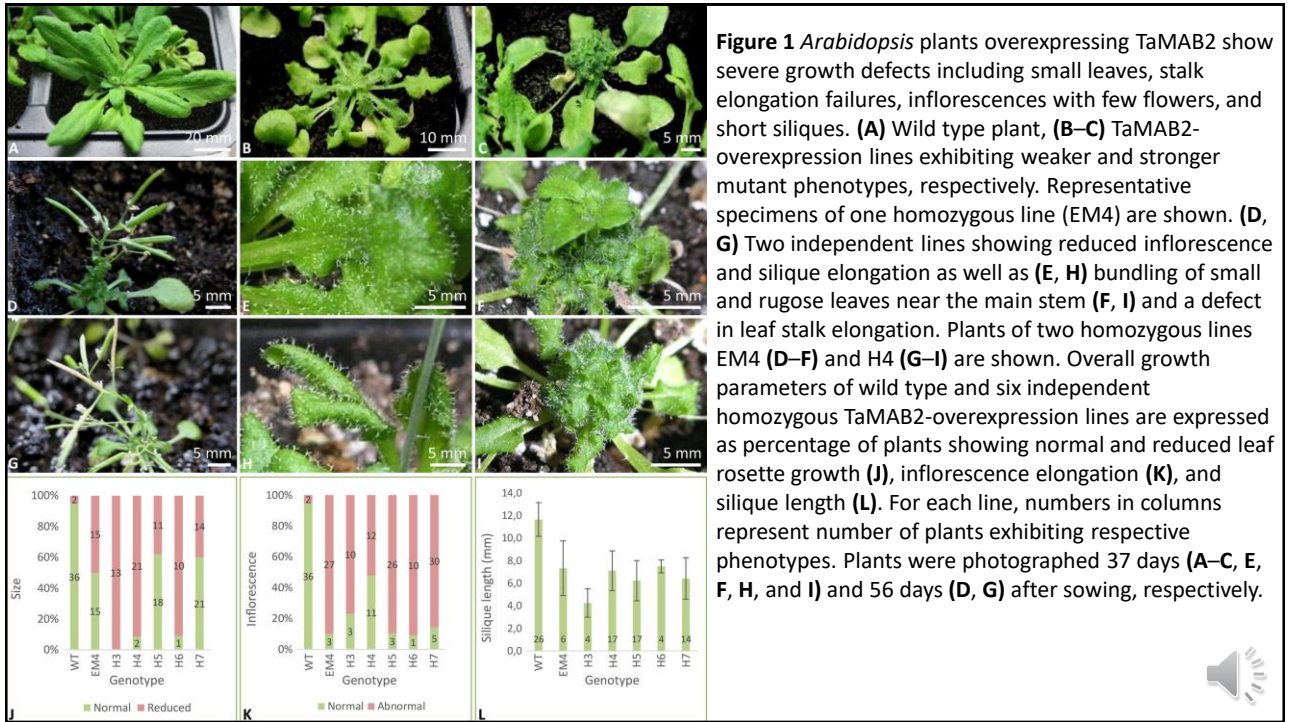 20 mm
A
10 mm
B
5 mm
C
5 mm
D
5 mm
E
5 mm
F
5 mm
G
5 mm
H
5 mm
I
100%
80%
60%
40%
20%
0%
Size
2
36
15
15
13
21
2
11
18
10
1
14
21
WT
EM4
H3
H4
H5
H6
H7
Genotype
Normal Reduced
J
100%
80%
60%
40%
20%
0%
Inflorescence
2
36
27
3
10
3
12
11
26
3
10
1
30
5
WT
EM4
H3
H4
H5
H6
H7
Genotype
Normal Abnormal
K
14,0
12,0
10,0
8,0
6,0
4,0
2,0
0,0
Silique length (mm)
26
6
4
17
17
4
14
WT
EM4
H3
H4
H5
H6
H7
Genotype
L
Figure 1 Arabidopsis plants overexpressing TaMAB2 show
severe growth defects including small leaves, stalk
elongation failures, inflorescences with few flowers, and
short siliques. (A) Wild type plant, (B–C) TaMAB2-
overexpression lines exhibiting weaker and stronger
mutant phenotypes, respectively. Representative
specimens of one homozygous line (EM4) are shown. (D,
G) Two independent lines showing reduced inflorescence
and silique elongation as well as (E, H) bundling of small
and rugose leaves near the main stem (F, I) and a defect
in leaf stalk elongation. Plants of two homozygous lines
EM4 (D–F) and H4 (G–I) are shown. Overall growth
parameters of wild type and six independent
homozygous TaMAB2-overexpression lines are expressed
as percentage of plants showing normal and reduced leaf
rosette growth (J), inflorescence elongation (K), and
silique length (L). For each line, numbers in columns
represent number of plants exhibiting respective
phenotypes. Plants were photographed 37 days (A–C, E,
F, H, and I) and 56 days (D, G) after sowing, respectively.